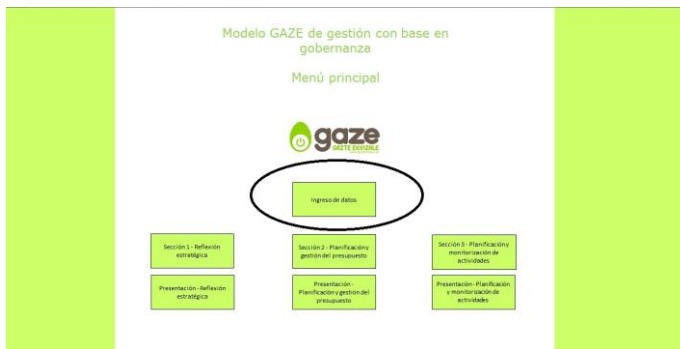 Modelo GAZE de gestión con base en
gobernanza
Menú principal
gaze
GAZTE EKINTZAILE
Ingreso de datos
Sección 1 - Reflexión
estratégica
Sección 2 - Planificación y
gestión del presupuesto
Sección 3 - Planificación y
monitorización de
actividades
Presentación - Reflexión
estratégica
Presentación -
Planificación y gestión del
presupuesto
Presentación - Planificación
y monitorización de
actividades